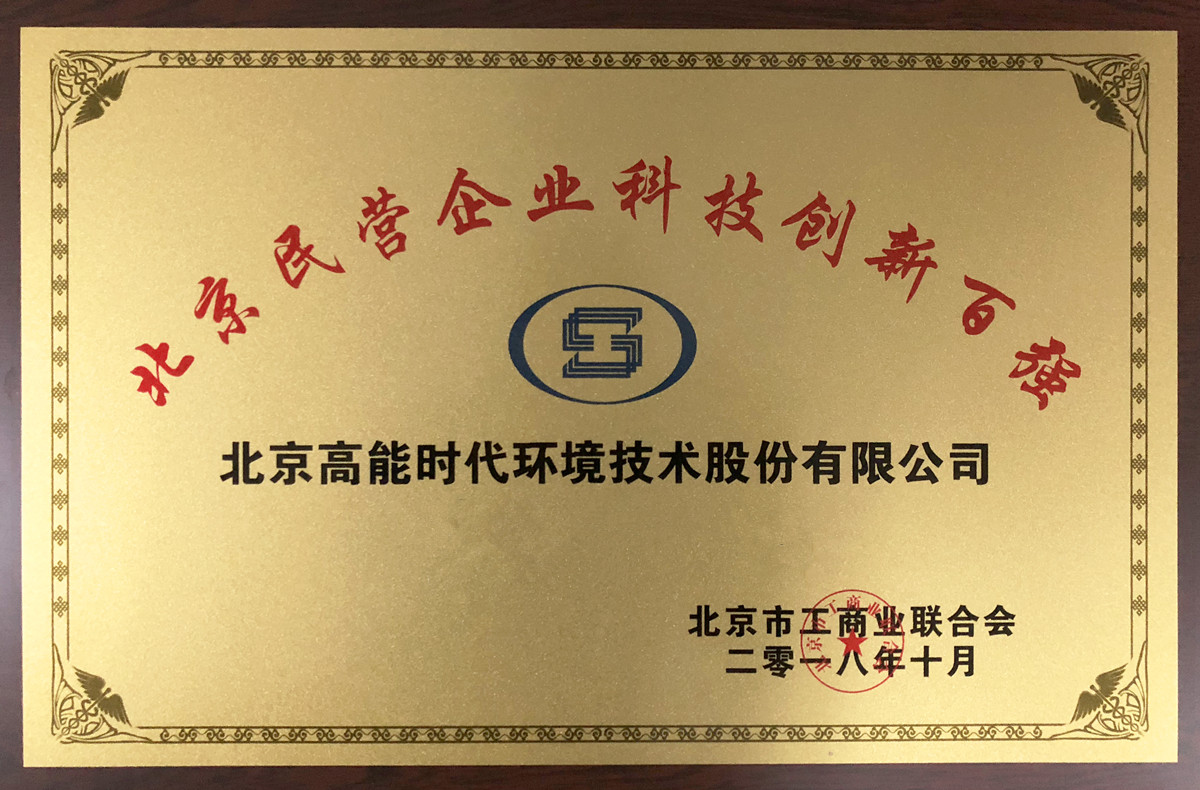 北京民营企业科技创新百强
北京高能时代环境技术股份有限公司
北京市工商业联合会
二零一八年十月